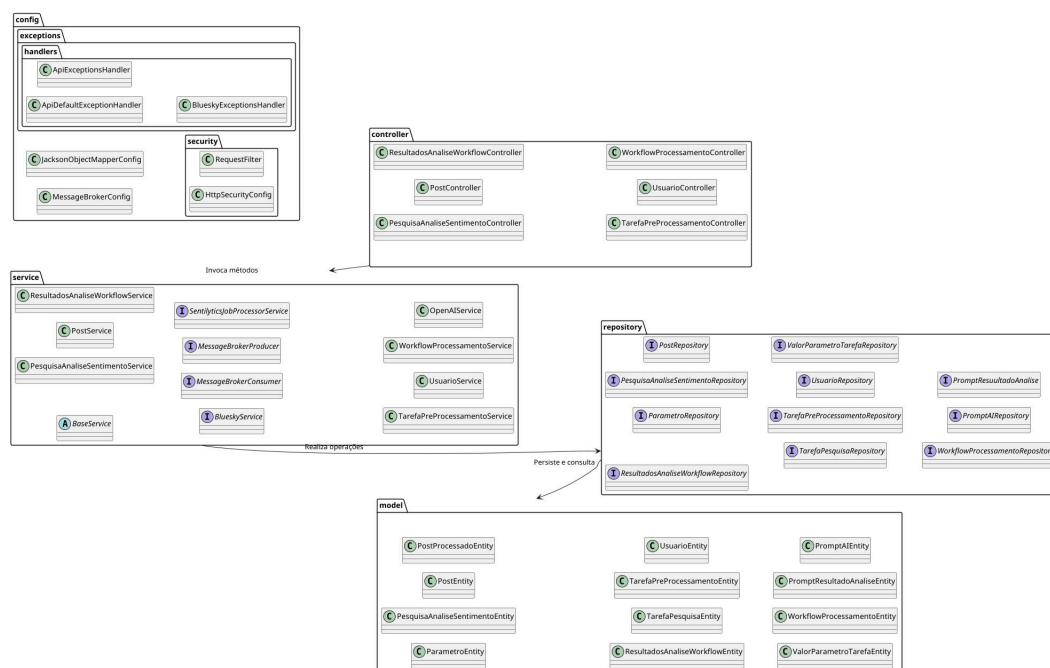 config
exceptions
handlers
C ApiExceptionsHandler
C ApiDefaultExceptionHandler
C BlueskyExceptionsHandler
C JacksonObjectMapperConfig
C MessageBrokerConfig
security
C RequestFilter
C HttpSecurityConfig
controller
C ResultadosAnaliseWorkflowController
C WorkflowProcessamentoController
C PostController
C UsuarioController
C PesquisaAnaliseSentimentoController
C TarefaPreProcessamentoController
Invoca métodos
service
C ResultadosAnaliseWorkflowService
I SentilyticsJobProcessorService
C OpenAIService
C PostService
I MessageBrokerProducer
C WorkflowProcessamentoService
C PesquisaAnaliseSentimentoService
I MessageBrokerConsumer
C UsuarioService
A BaseService
I BlueskyService
C TarefaPreProcessamentoService
Realiza operações
repository
I PostRepository
I ValorParametroTarefaRepository
I PesquisaAnaliseSentimentoRepository
I UsuarioRepository
I PromptResuultadoAnalise
I ParametroRepository
I TarefaPreProcessamentoRepository
I PromptAIRepository
I TarefaPesquisaRepository
I WorkflowProcessamentoRepositor
I ResultadosAnaliseWorkflowRepository
Persiste e consulta
model
C PostProcessadoEntity
C UsuarioEntity
C PromptAIEntity
C PostEntity
C TarefaPreProcessamentoEntity
C PromptResultadoAnaliseEntity
C PesquisaAnaliseSentimentoEntity
C TarefaPesquisaEntity
C WorkflowProcessamentoEntity
C ParametroEntity
C ResultadosAnaliseWorkflowEntity
C ValorParametroTarefaEntity